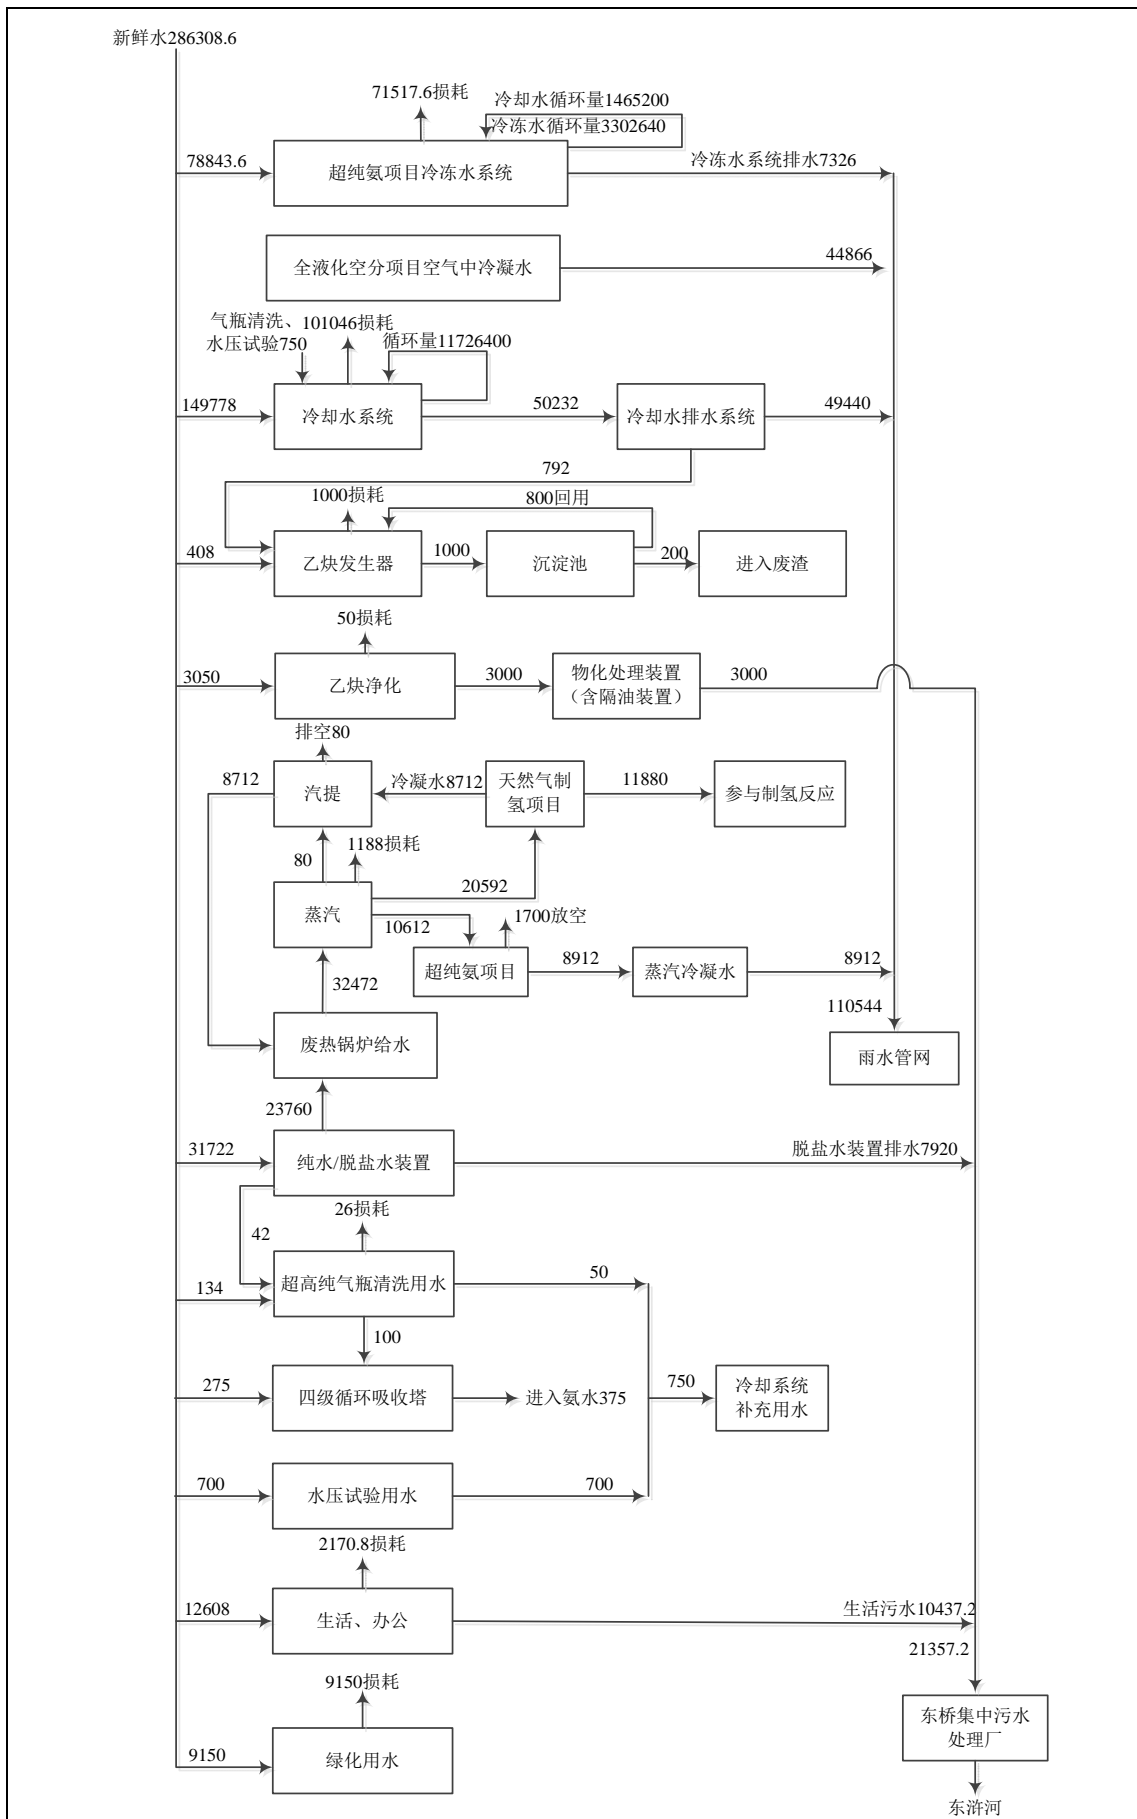 新鲜水286308.6
71517.6损耗
冷却水循环量1465200
冷冻水循环量3302640
78843.6
超纯氨项目冷冻水系统
冷冻水系统排水7326
全液化空分项目空气中冷凝水
44866
气瓶清洗、
水压试验750
101046损耗
循环量11726400
149778
冷却水系统
50232
冷却水排水系统
49440
792
1000损耗
800回用
408
乙炔发生器
1000
沉淀池
200
进入废渣
50损耗
3050
乙炔净化
3000
物化处理装置
（含隔油装置）
3000
排空80
8712
汽提
冷凝水8712
天然气制
氢项目
11880
参与制氢反应
80
1188损耗
20592
蒸汽
10612
1700放空
超纯氨项目
8912
蒸汽冷凝水
8912
32472
110544
废热锅炉给水
雨水管网
23760
31722
纯水/脱盐水装置
脱盐水装置排水7920
42
26损耗
超高纯气瓶清洗用水
50
134
100
275
四级循环吸收塔
进入氨水375
750
冷却系统
补充用水
700
水压试验用水
700
2170.8损耗
12608
生活、办公
生活污水10437.2
21357.2
9150损耗
9150
绿化用水
东桥集中污水
处理厂
东浒河